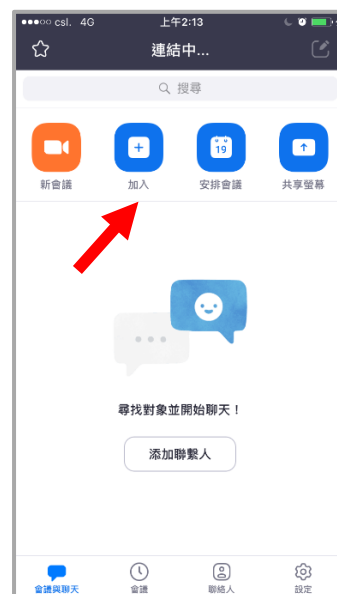 csl. 4G 上午2:13
連結中...
搜尋
19
新會議 加入 安排會議 共享螢幕
尋找對象並開始聊天！
添加聯繫人
會議與聊天 會議 聯絡人 設定